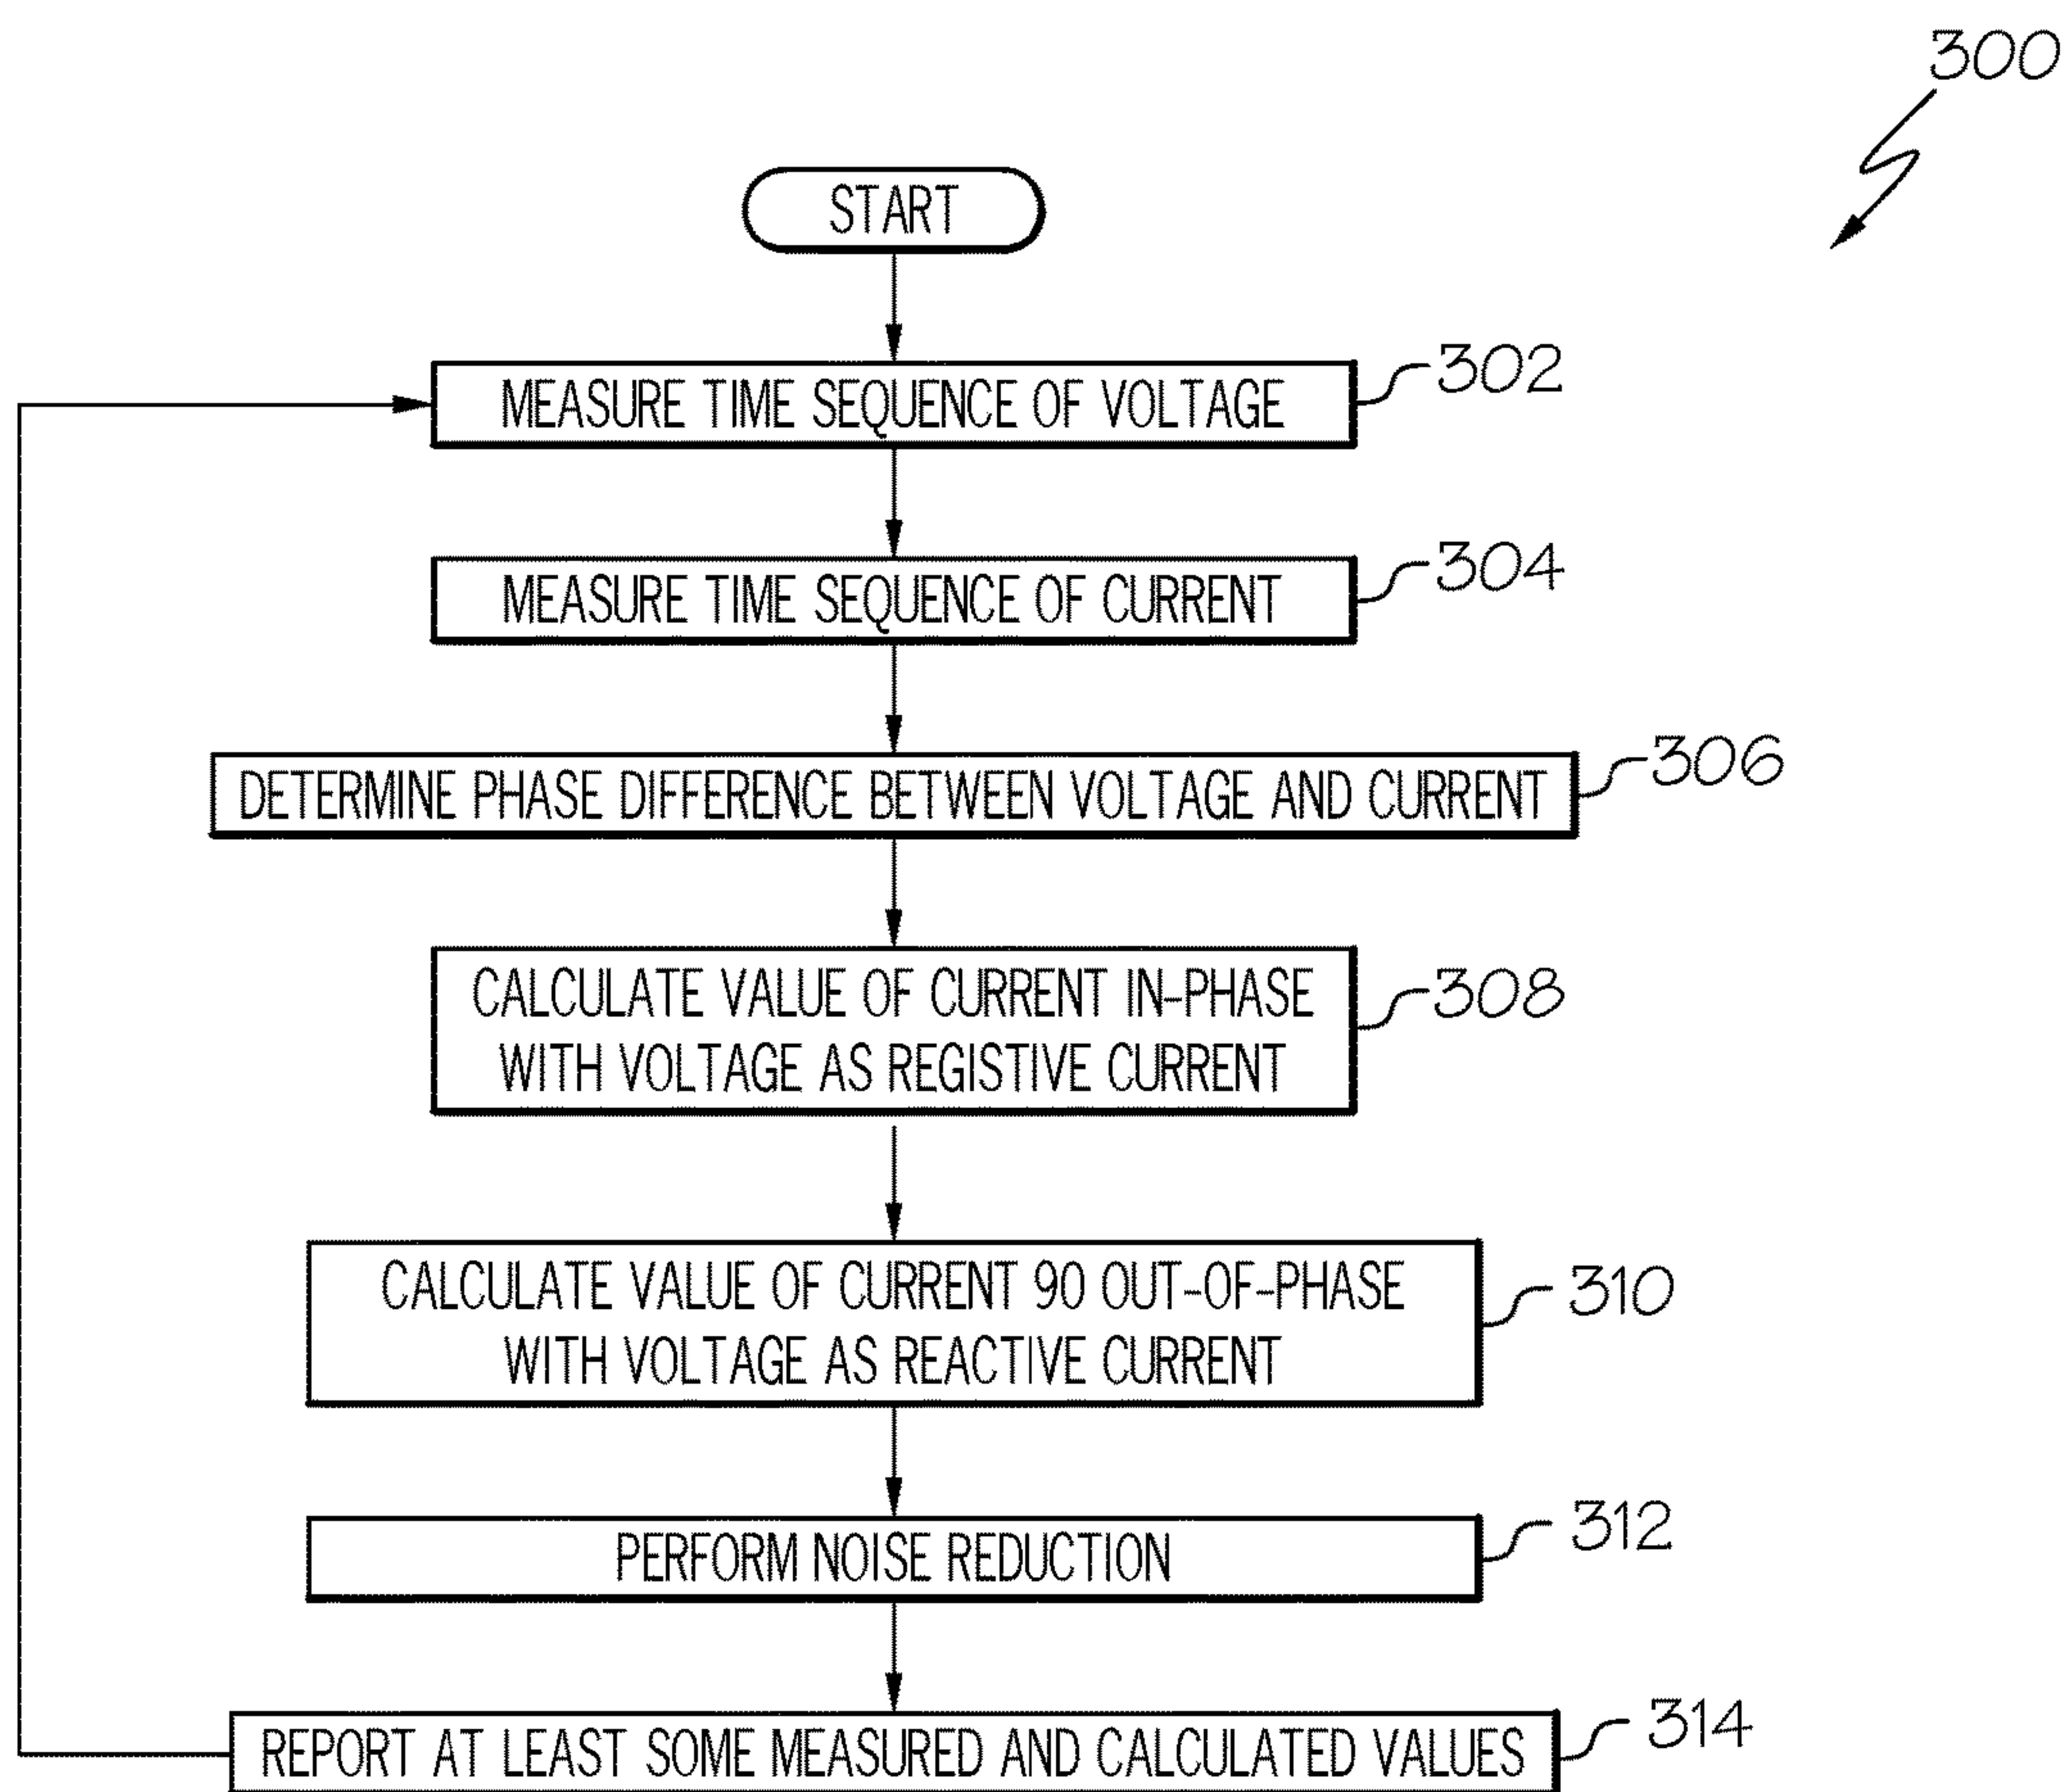 300
START
MEASURE TIME SEQUENCE OF VOLTAGE
302
MEASURE TIME SEQUENCE OF CURRENT
304
DETERMINE PHASE DIFFERENCE BETWEEN VOLTAGE AND CURRENT
306
CALCULATE VALUE OF CURRENT IN-PHASE
WITH VOLTAGE AS REGISTIVE CURRENT
308
CALCULATE VALUE OF CURRENT 90 OUT-OF-PHASE
WITH VOLTAGE AS REACTIVE CURRENT
310
PERFORM NOISE REDUCTION
312
REPORT AT LEAST SOME MEASURED AND CALCULATED VALUES
314